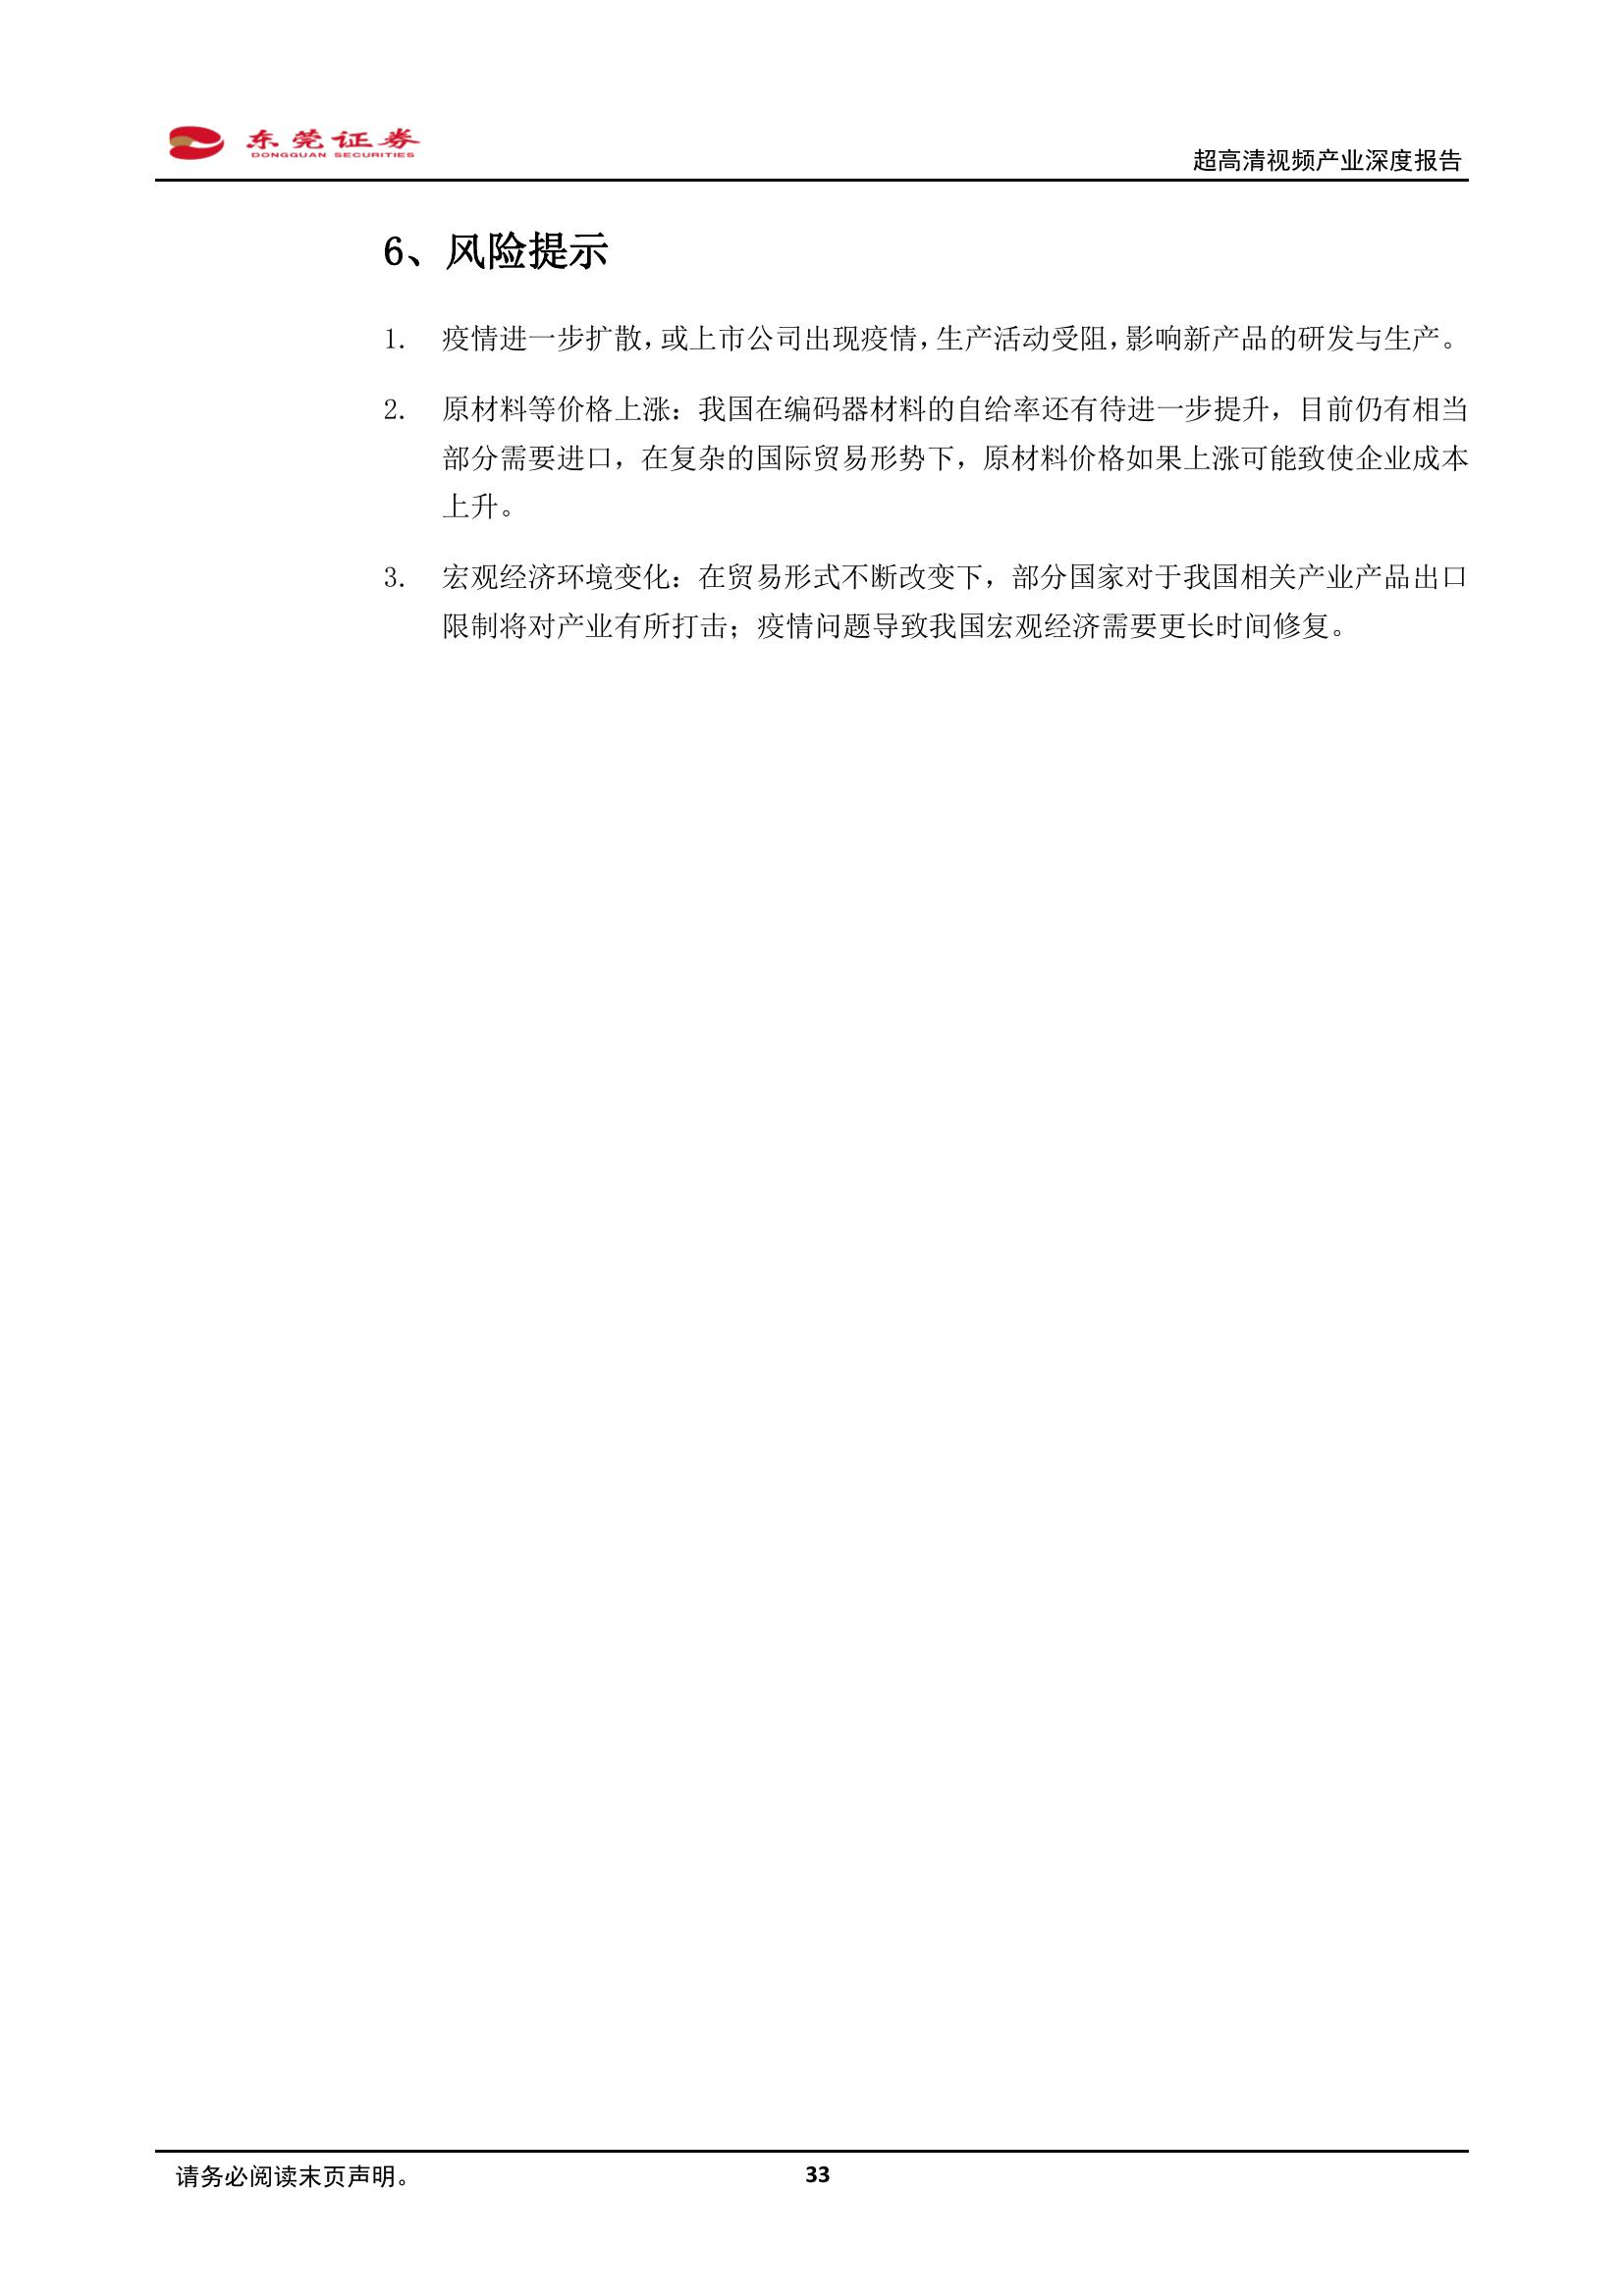 东莞证券
DONGGUAN SECURITIES
超高清视频产业深度报告
6、风险提示
1. 疫情进一步扩散，或上市公司出现疫情，生产活动受阻，影响新产品的研发与生产。
2. 原材料等价格上涨：我国在编码器材料的自给率还有待进一步提升，目前仍有相当
部分需要进口，在复杂的国际贸易形势下，原材料价格如果上涨可能致使企业成本
上升。
3. 宏观经济环境变化：在贸易形式不断改变下，部分国家对于我国相关产业产品出口
限制将对产业有所打击；疫情问题导致我国宏观经济需要更长时间修复。
请务必阅读末页声明。
33